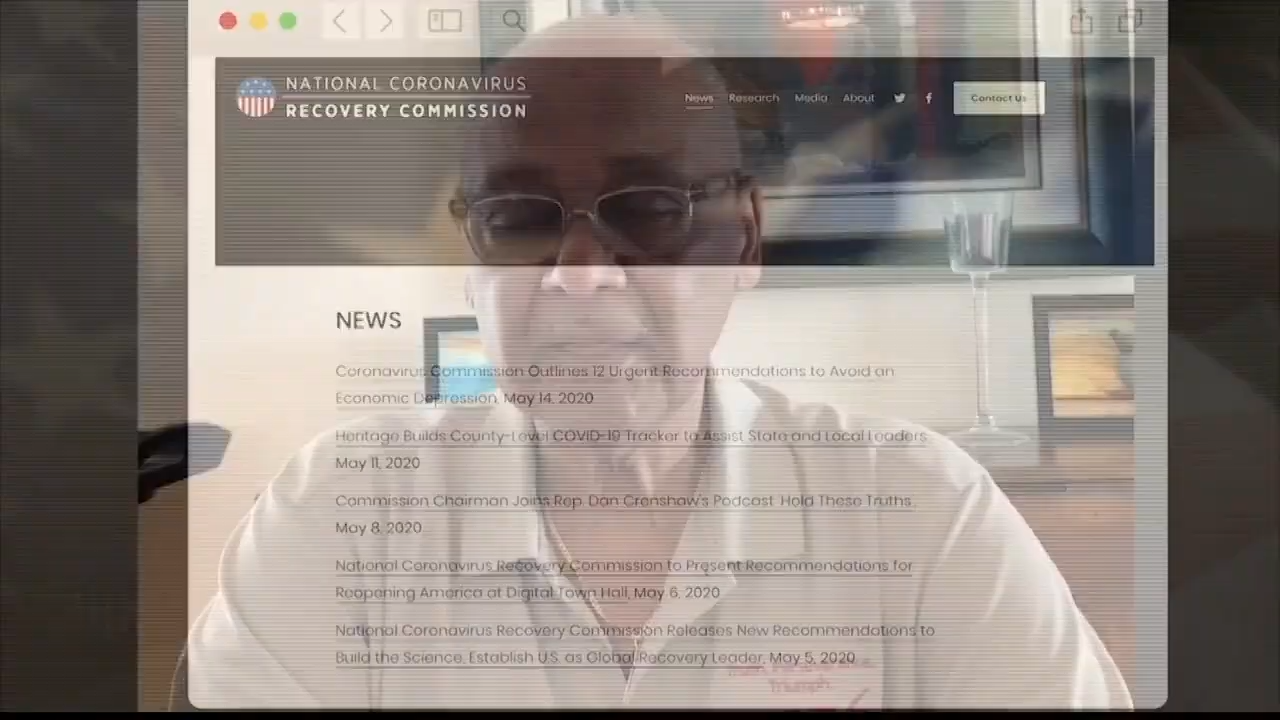 NATIONAL CORONAVIRUS
RECOVERY COMMISSION
News Research Media About Contact Us
NEWS
Coronavirus Commission Outlines 12 Urgent Recommendations to Avoid an
Economic Depression, May 14, 2020
Heritage Builds County-Level COVID-19 Tracker to Assist State and Local Leaders,
May 11, 2020
Commission Chairman Joins Rep. Dan Crenshaw's Podcast 'Hold These Truths,'
May 8, 2020
National Coronavirus Recovery Commission to Present Recommendations for
Reopening America at Digital Town Hall, May 6, 2020
National Coronavirus Recovery Commission Releases New Recommendations to
Build the Science, Establish U.S. as Global Recovery Leader, May 5, 2020
Triumph